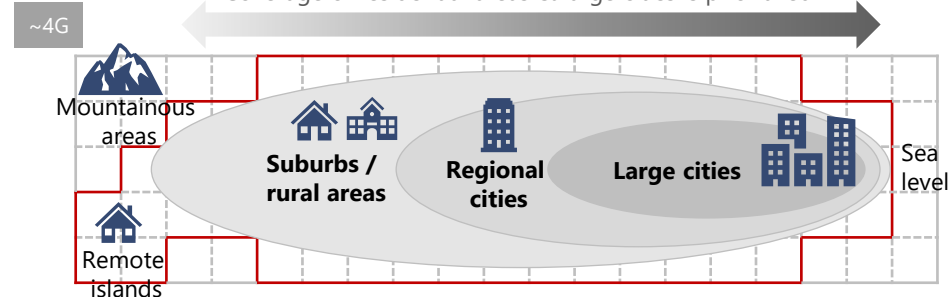 ~4G
Mountainous
areas
Suburbs /
rural areas
Regional
cities
Large cities
Sea
level
Remote
islands